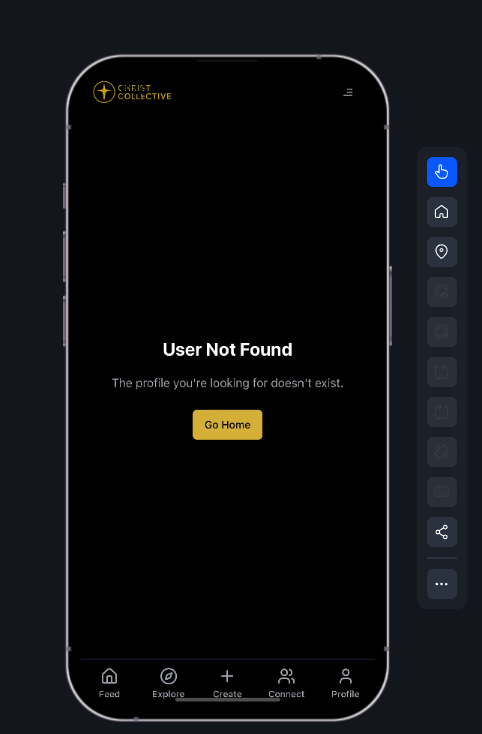 CHRIST
COLLECTIVE
User Not Found
The profile you're looking for doesn't exist.
Go Home
Feed
Explore
Create
Connect
Profile